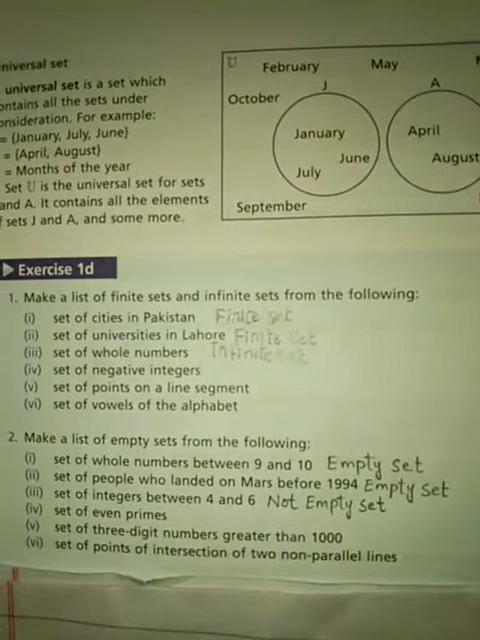 niversal set
universal set is a set which
ontains all the sets under
onsideration. For example:
= {January, July, June}
= {April, August}
= Months of the year
Set U is the universal set for sets
and A. It contains all the elements
f sets J and A, and some more.
U
February
May
J
A
October
January
April
June
August
July
September
Exercise 1d
1. Make a list of finite sets and infinite sets from the following:
(i) set of cities in Pakistan Finite set
(ii) set of universities in Lahore Finite set
(iii) set of whole numbers Infinite set
(iv) set of negative integers
(v) set of points on a line segment
(vi) set of vowels of the alphabet
2. Make a list of empty sets from the following:
(i) set of whole numbers between 9 and 10 Empty set
(ii) set of people who landed on Mars before 1994 Empty set
(iii) set of integers between 4 and 6 Not Empty set
(iv) set of even primes
(v) set of three-digit numbers greater than 1000
(vi) set of points of intersection of two non-parallel lines